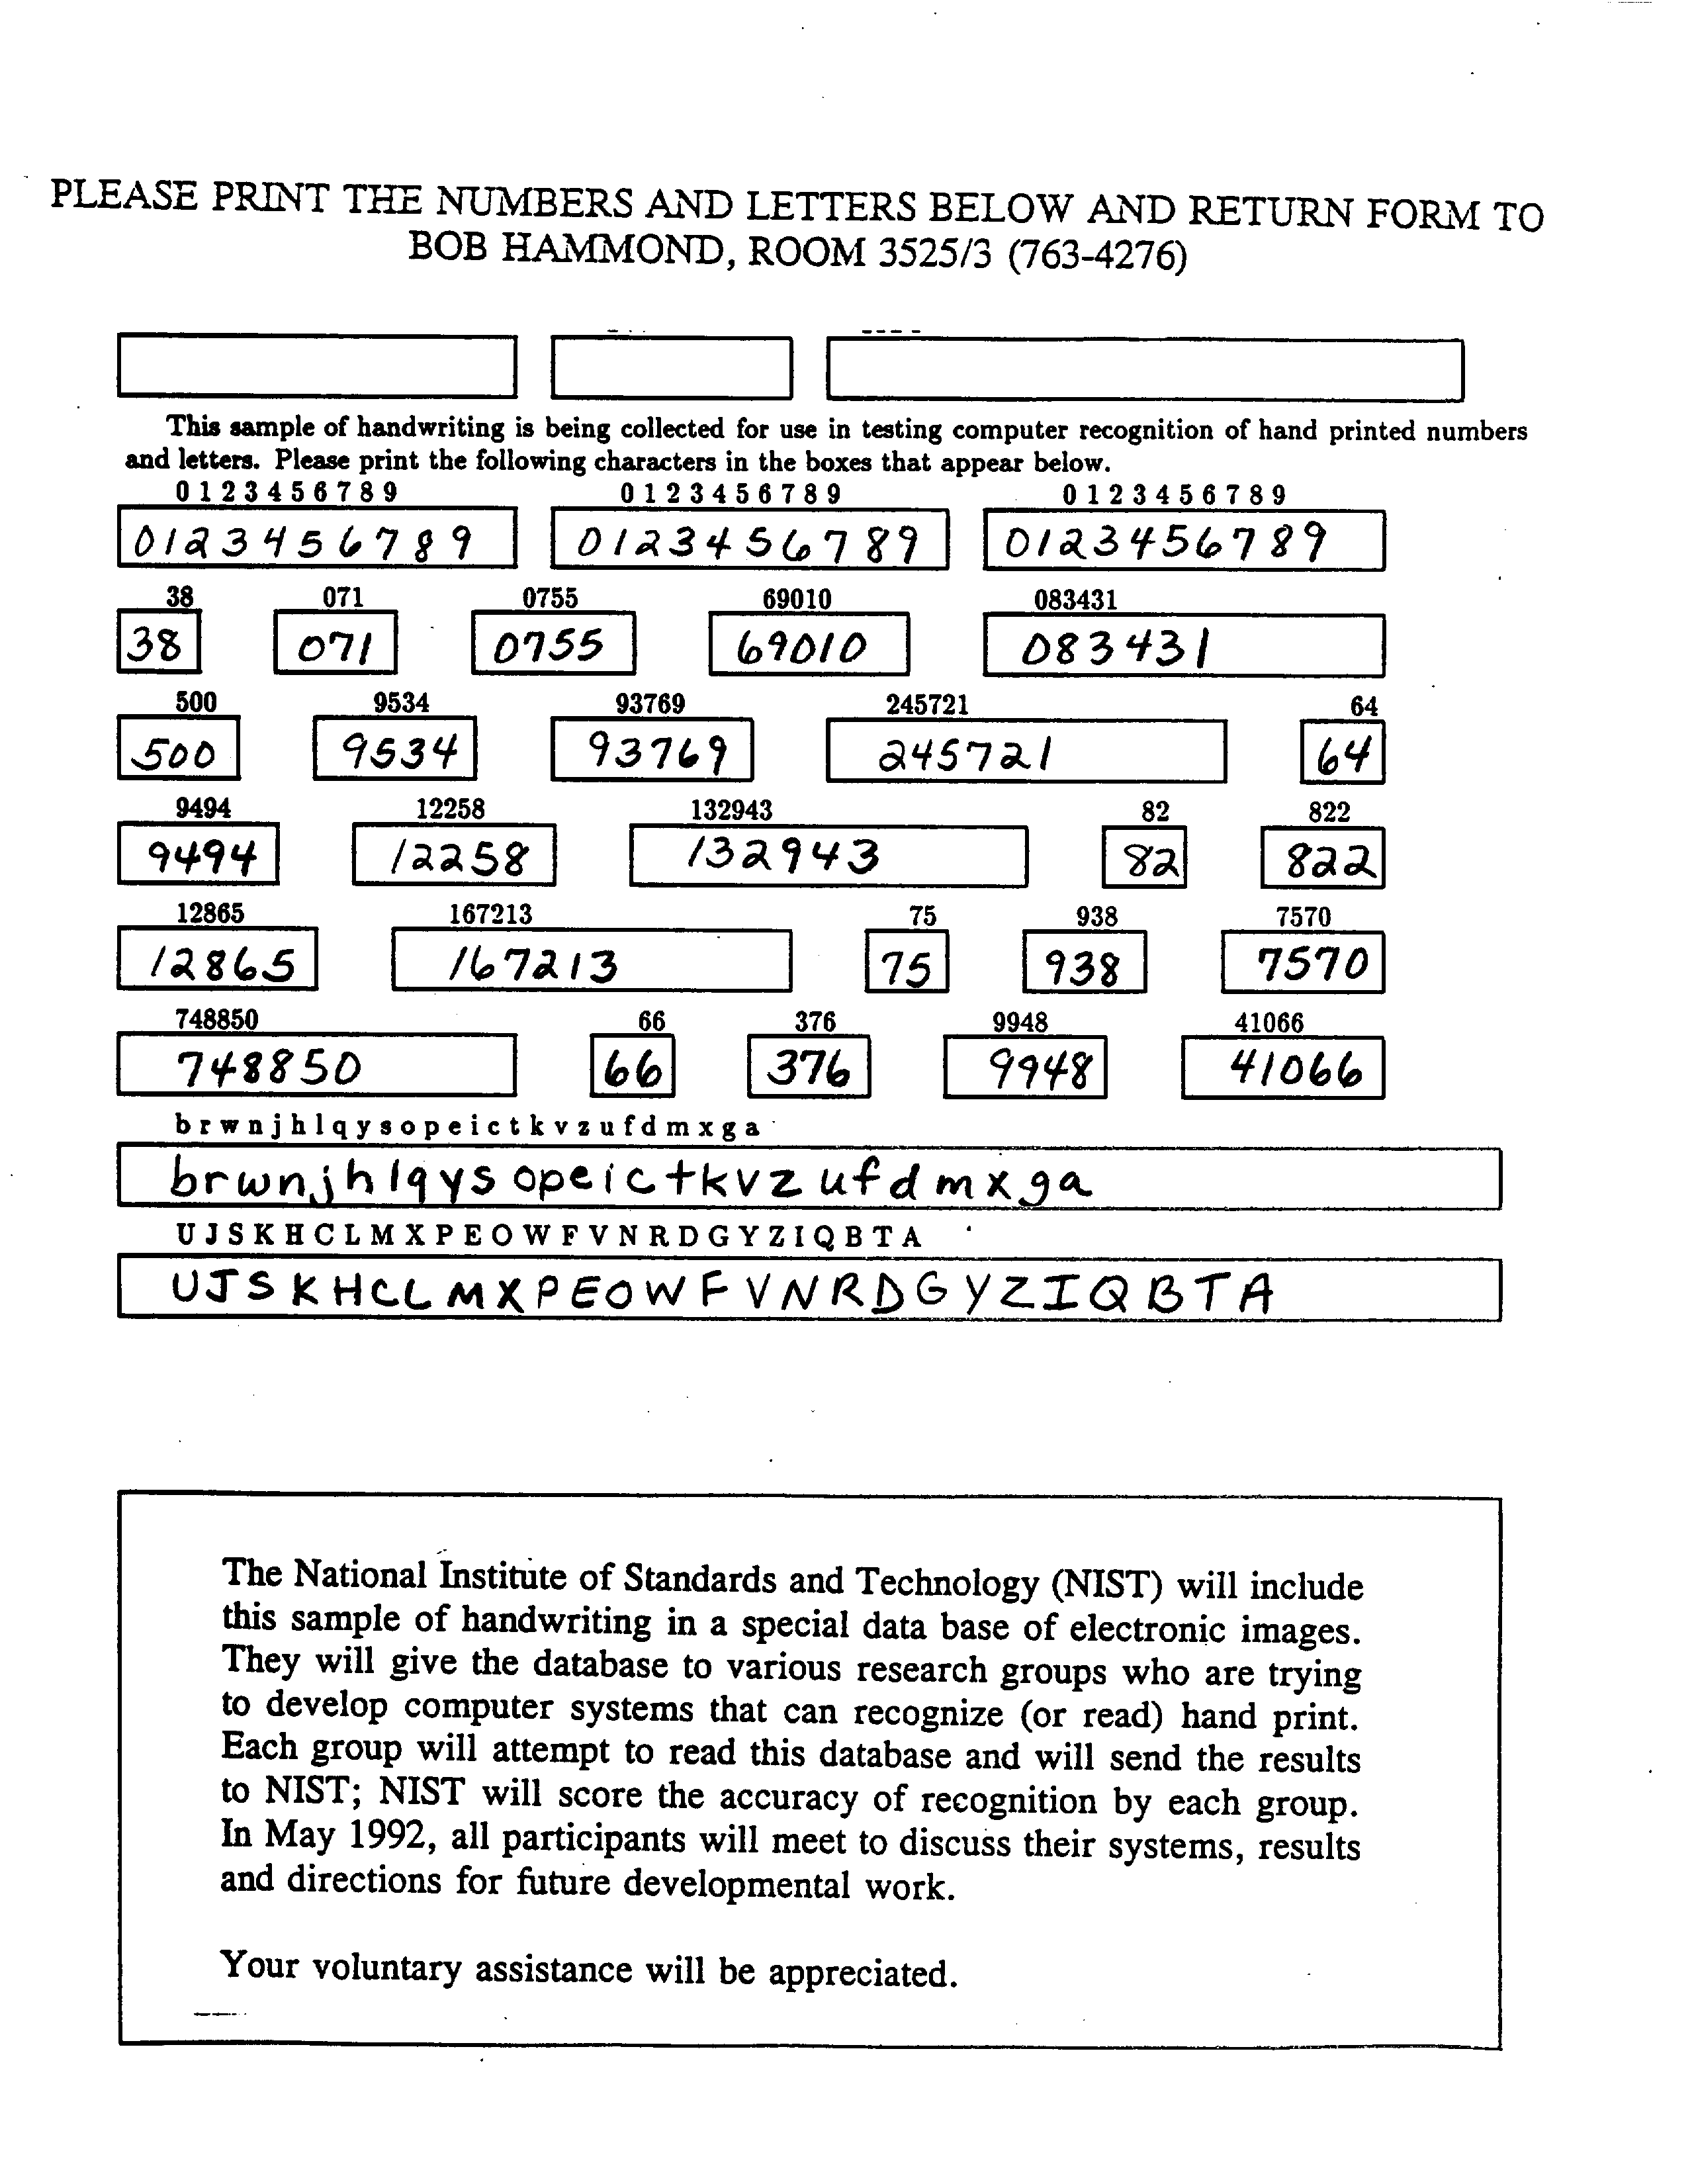 PLEASE PRINT THE NUMBERS AND LETTERS BELOW AND RETURN FORM TO
BOB HAMMOND, ROOM 3525/3 (763-4276)
This sample of handwriting is being collected for use in testing computer recognition of hand printed numbers
and letters. Please print the following characters in the boxes that appear below.
0 1 2 3 4 5 6 7 8 9 0 1 2 3 4 5 6 7 8 9 0 1 2 3 4 5 6 7 8 9
0123456789 0123456789 0123456789
38 071 0755 69010 083431
38 071 0755 69010 083431
500 9534 93769 245721 64
500 9534 93769 245721 64
9494 12258 132943 82 822
9494 12258 132943 82 822
12865 167213 75 938 7570
12865 167213 75 938 7570
748850 66 376 9948 41066
748850 66 376 9948 41066
b r w n j h l q y s o p e i c t k v z u f d m x g a
brwnjhlqysopeictkvzufdmxga
U J S K H C L M X P E O W F V N R D G Y Z I Q B T A
UJSKHCLMXPEOWFVNRDGYZIQBTA
The National Institute of Standards and Technology (NIST) will include
this sample of handwriting in a special data base of electronic images.
They will give the database to various research groups who are trying
to develop computer systems that can recognize (or read) hand print.
Each group will attempt to read this database and will send the results
to NIST; NIST will score the accuracy of recognition by each group.
In May 1992, all participants will meet to discuss their systems, results
and directions for future developmental work.
Your voluntary assistance will be appreciated.